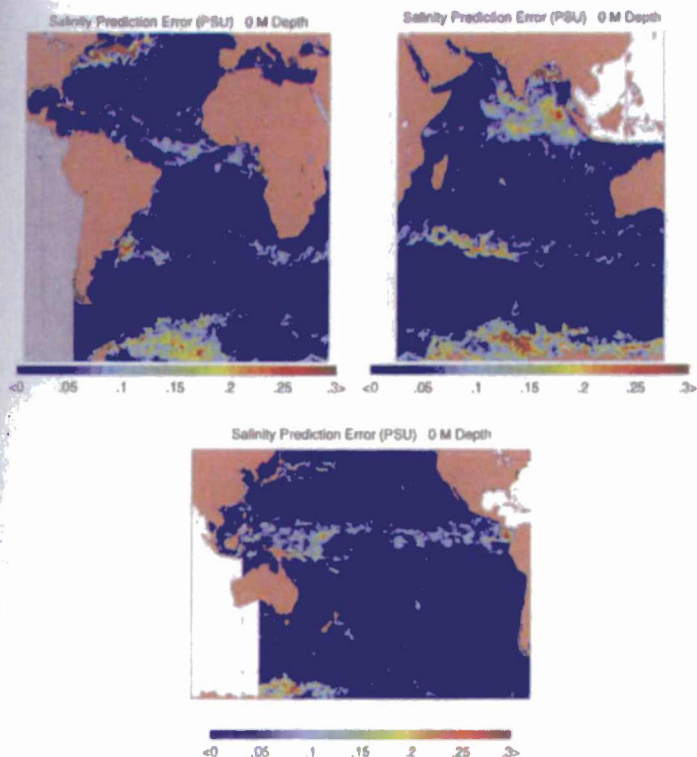 Salinity Prediction Error (PSU) 0 M Depth
<0 .05 .1 .15 .2 .25 .3>
Salinity Prediction Error (PSU) 0 M Depth
<0 .05 .1 .15 .2 .25 .3>
Salinity Prediction Error (PSU) 0 M Depth
<0 .05 .1 .15 .2 .25 .3>